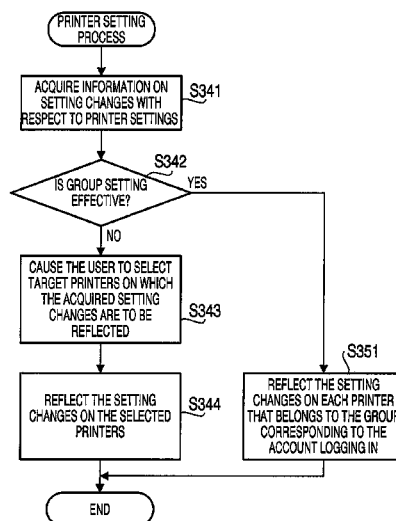 PRINTER SETTING
PROCESS
ACQUIRE INFORMATION ON
SETTING CHANGES WITH
RESPECT TO PRINTER SETTINGS
S341
S342
IS GROUP SETTING
EFFECTIVE?
YES
NO
CAUSE THE USER TO SELECT
TARGET PRINTERS ON WHICH
THE ACQUIRED SETTING
CHANGES ARE TO BE
REFLECTED
S343
S351
REFLECT THE SETTING
CHANGES ON THE SELECTED
PRINTERS
S344
REFLECT THE SETTING
CHANGES ON EACH PRINTER
THAT BELONGS TO THE GROUP
CORRESPONDING TO THE
ACCOUNT LOGGING IN
END